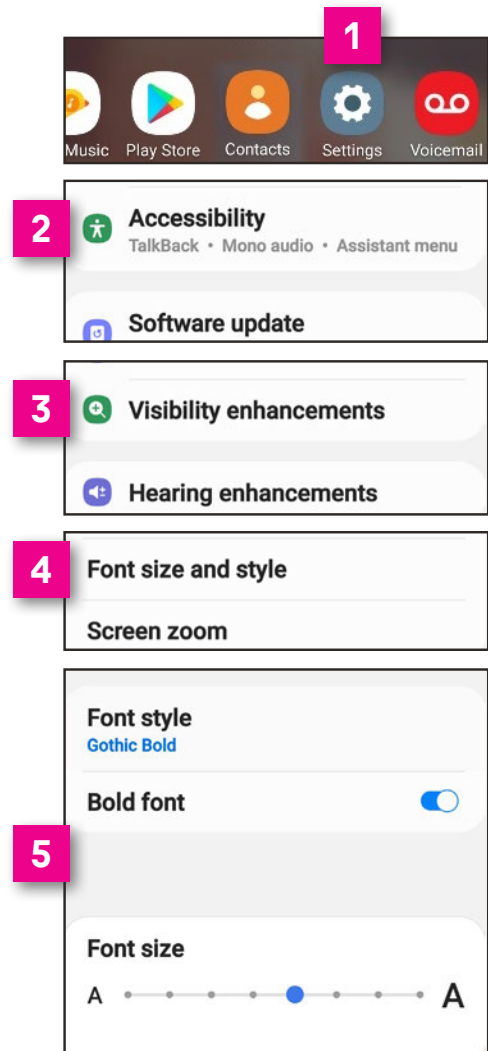 1
Music Play Store Contacts Settings Voicemail
2
Accessibility
TalkBack • Mono audio • Assistant menu
Software update
3
Visibility enhancements
Hearing enhancements
4
Font size and style
Screen zoom
Font style
Gothic Bold
Bold font
5
Font size
A A